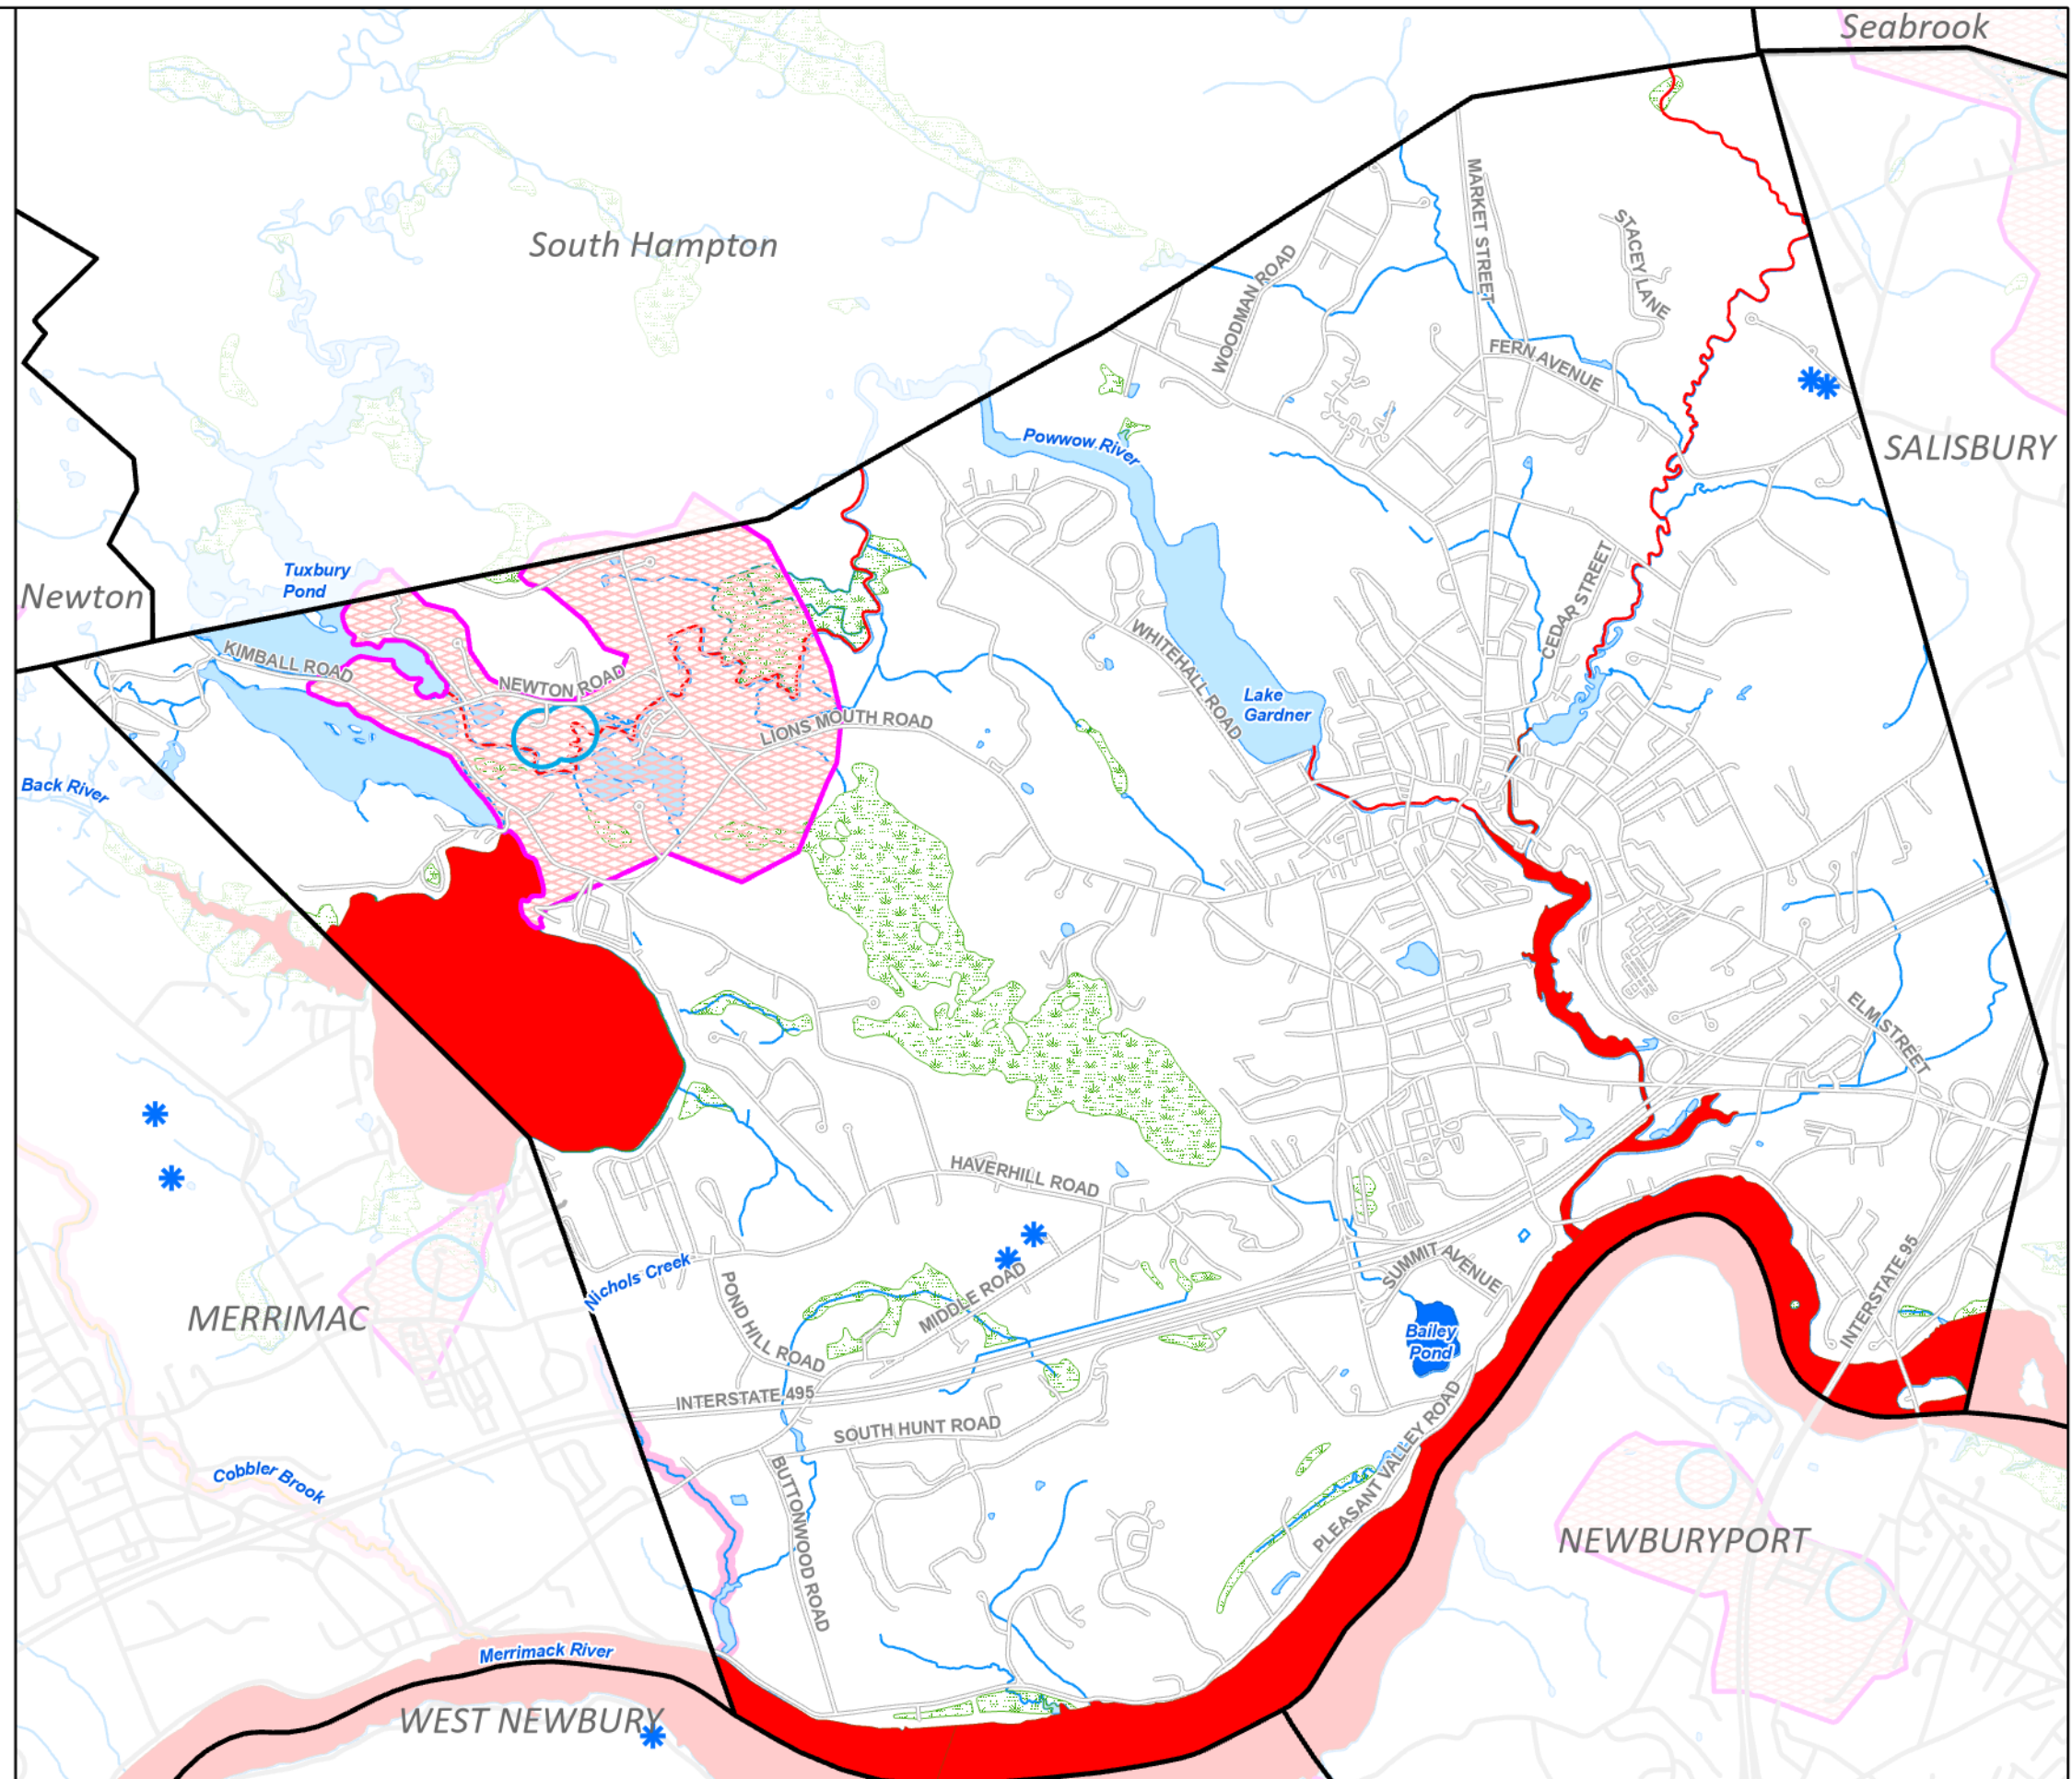 Seabrook
South Hampton
MARKET STREET
STACEY LANE
WOODMAN ROAD
FERN AVENUE
Powwow River
SALISBURY
Tuxbury
Pond
Newton
KIMBALL ROAD
NEWTON ROAD
LIONS MOUTH ROAD
WHITEHALL ROAD
CEDAR STREET
Lake
Gardner
Back River
ELM STREET
HAVERHILL ROAD
Nichols Creek
POND HILL ROAD
MIDDLE ROAD
SUMMIT AVENUE
INTERSTATE 95
MERRIMAC
Bailey
Pond
INTERSTATE 495
SOUTH HUNT ROAD
PLEASANT VALLEY ROAD
Cobbler Brook
BUTTONWOOD ROAD
NEWBURYPORT
Merrimack River
WEST NEWBURY